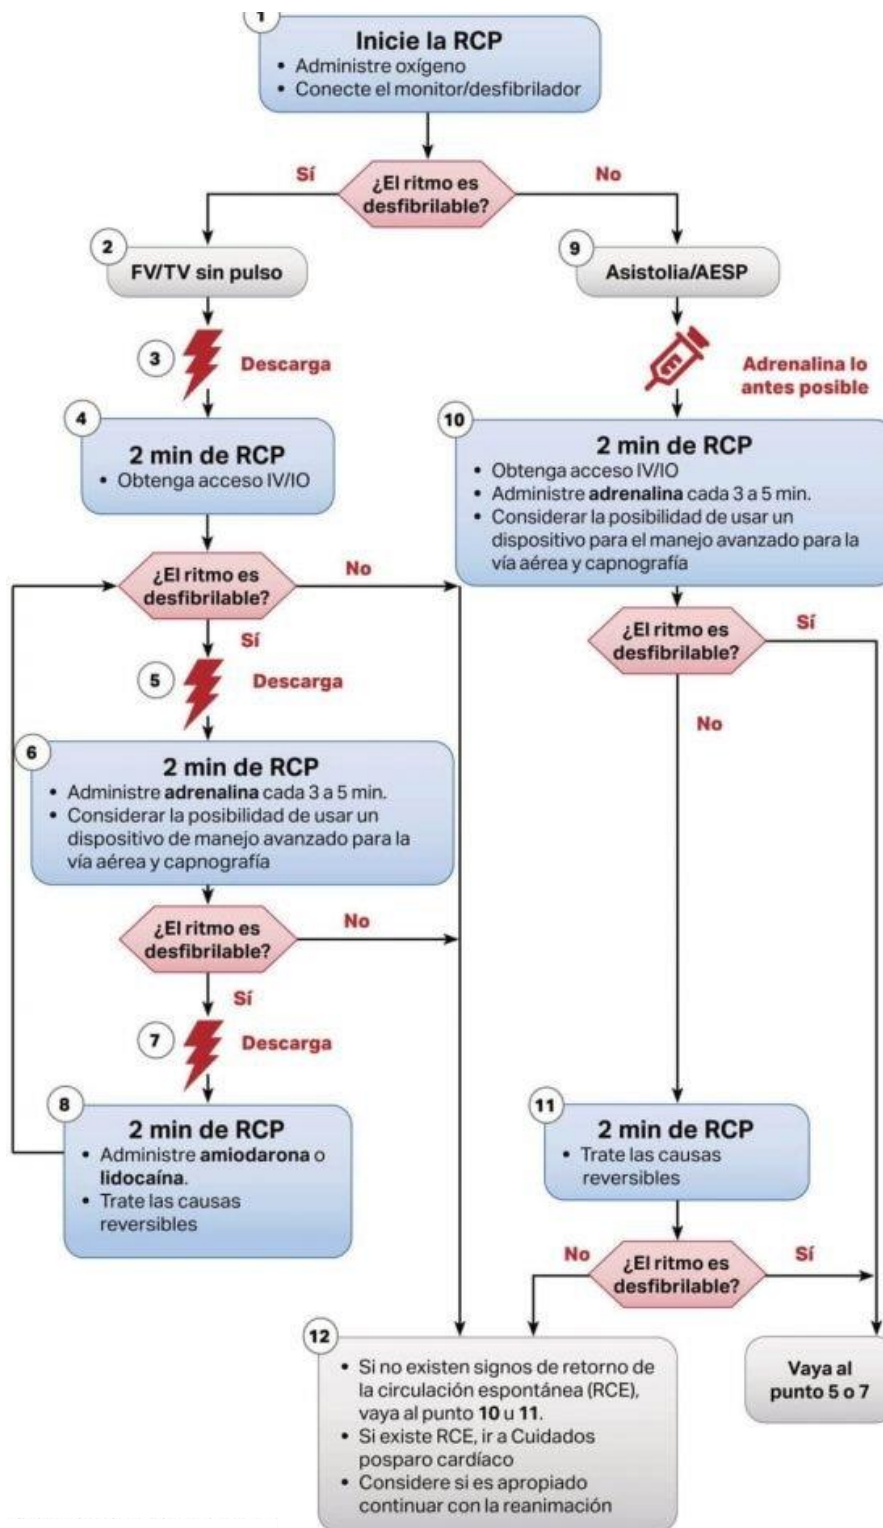 1
Inicie la RCP
• Administre oxígeno
• Conecte el monitor/desfibrilador
Sí
¿El ritmo es
desfibrilable?
No
2
FV/TV sin pulso
9
Asistolia/AESP
3
Descarga
Adrenalina lo
antes posible
4
2 min de RCP
• Obtenga acceso IV/IO
10
2 min de RCP
• Obtenga acceso IV/IO
• Administre adrenalina cada 3 a 5 min.
• Considerar la posibilidad de usar un
dispositivo para el manejo avanzado para la
vía aérea y capnografía
¿El ritmo es
desfibrilable?
No
Sí
¿El ritmo es
desfibrilable?
Sí
No
5
Descarga
6
2 min de RCP
• Administre adrenalina cada 3 a 5 min.
• Considerar la posibilidad de usar un
dispositivo de manejo avanzado para la
vía aérea y capnografía
¿El ritmo es
desfibrilable?
No
Sí
7
Descarga
8
2 min de RCP
• Administre amiodarona o
lidocaína.
• Trate las causas
reversibles
11
2 min de RCP
• Trate las causas
reversibles
No
¿El ritmo es
desfibrilable?
Sí
12
• Si no existen signos de retorno de
la circulación espontánea (RCE),
vaya al punto 10 u 11.
• Si existe RCE, ir a Cuidados
posparo cardíaco
• Considere si es apropiado
continuar con la reanimación
Vaya al
punto 5 o 7